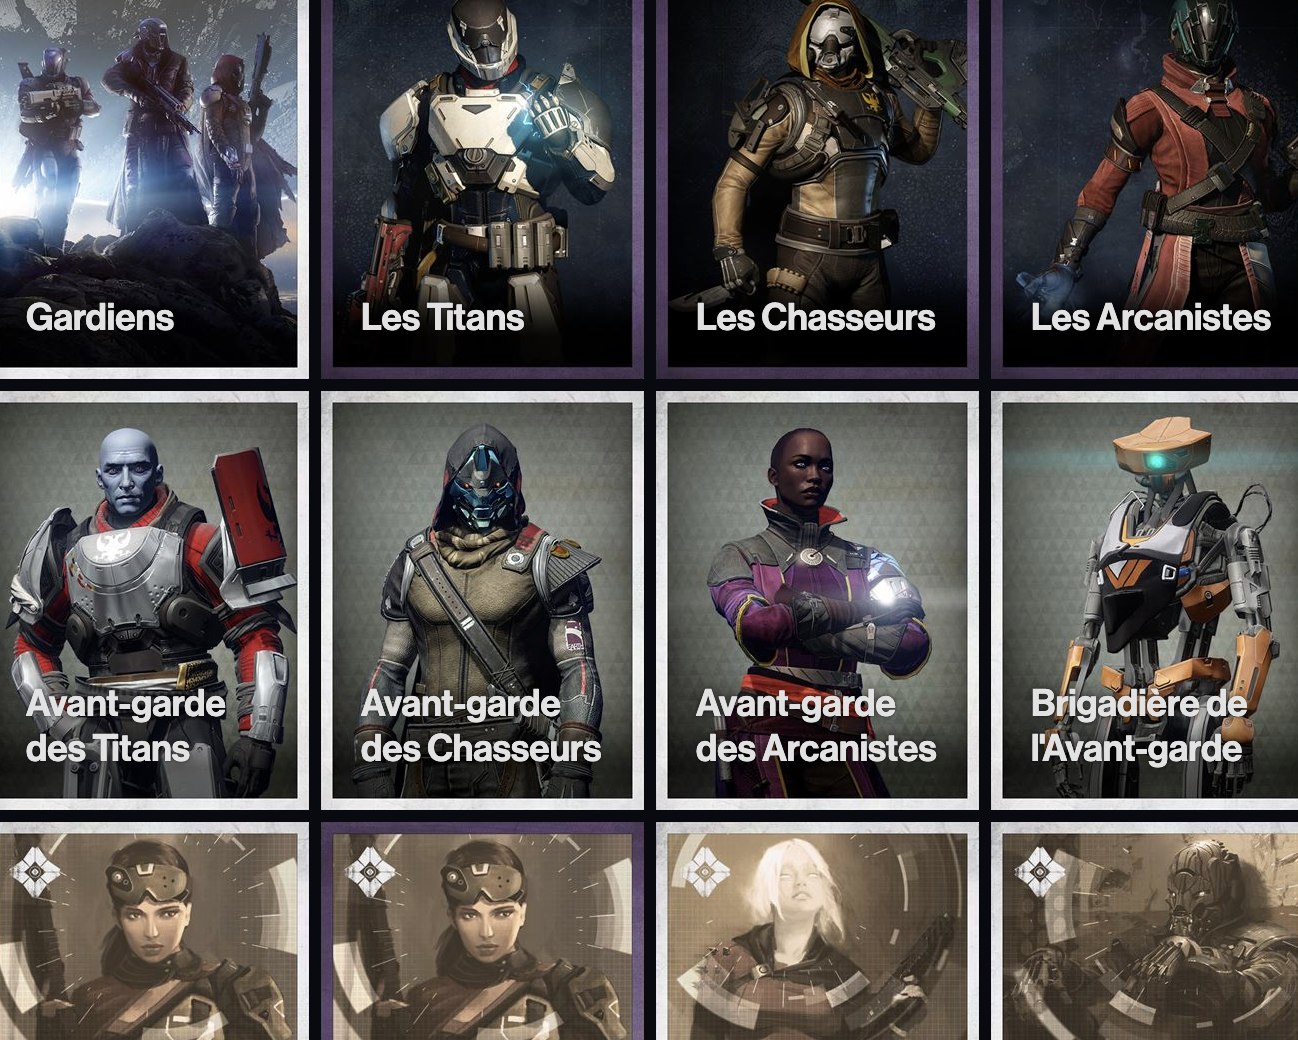 Gardiens
Les Titans
Les Chasseurs
Les Arcanistes
Avant-garde
des Titans
Avant-garde
des Chasseurs
Avant-garde
des Arcanistes
Brigadière de
l'Avant-garde